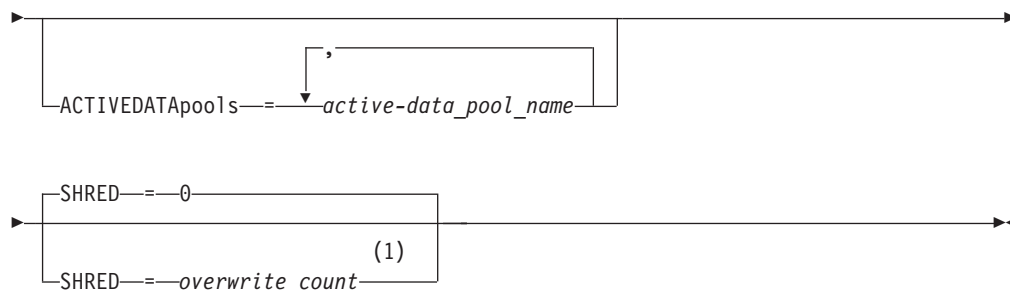 ,
ACTIVEDATApools = active-data_pool_name
SHRED = 0
(1)
SHRED = overwrite count